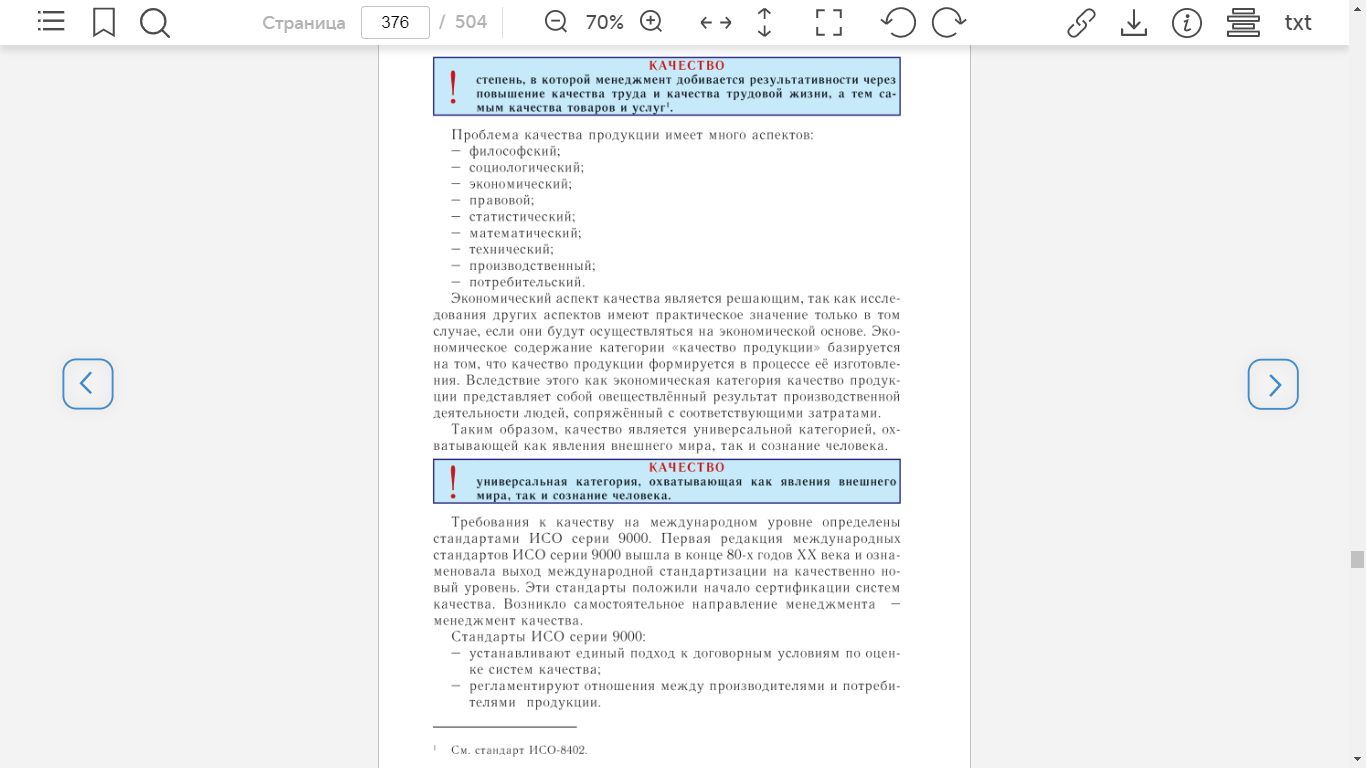 Страница 376 / 504 70% txt
КАЧЕСТВО
! степень, в которой менеджмент добивается результативности через
повышение качества труда и качества трудовой жизни, а тем са-
мым качества товаров и услуг¹.
Проблема качества продукции имеет много аспектов:
— философский;
— социологический;
— экономический;
— правовой;
— статистический;
— математический;
— технический;
— производственный;
— потребительский.
Экономический аспект качества является решающим, так как иссле-
дования других аспектов имеют практическое значение только в том
случае, если они будут осуществляться на экономической основе. Эко-
номическое содержание категории «качество продукции» базируется
на том, что качество продукции формируется в процессе её изготовле-
ния. Вследствие этого как экономическая категория качество продук-
ции представляет собой овеществлённый результат производственной
деятельности людей, сопряжённый с соответствующими затратами.
Таким образом, качество является универсальной категорией, ох-
ватывающей как явления внешнего мира, так и сознание человека.
КАЧЕСТВО
! универсальная категория, охватывающая как явления внешнего
мира, так и сознание человека.
Требования к качеству на международном уровне определены
стандартами ИСО серии 9000. Первая редакция международных
стандартов ИСО серии 9000 вышла в конце 80-х годов XX века и озна-
меновала выход международной стандартизации на качественно но-
вый уровень. Эти стандарты положили начало сертификации систем
качества. Возникло самостоятельное направление менеджмента —
менеджмент качества.
Стандарты ИСО серии 9000:
— устанавливают единый подход к договорным условиям по оцен-
ке систем качества;
— регламентируют отношения между производителями и потреби-
телями продукции.
¹ См. стандарт ИСО-8402.